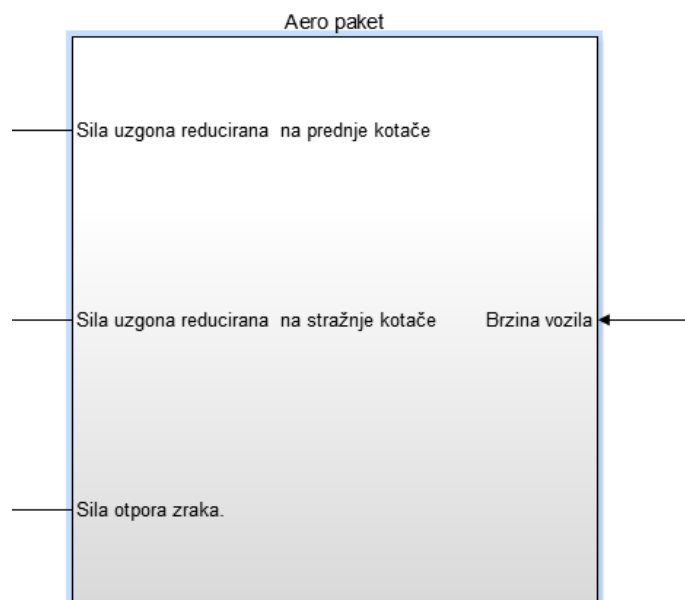 Aero paket
Sila uzgona reducirana  na prednje kotače
Sila uzgona reducirana  na stražnje kotače
Brzina vozila
Sila otpora zraka.